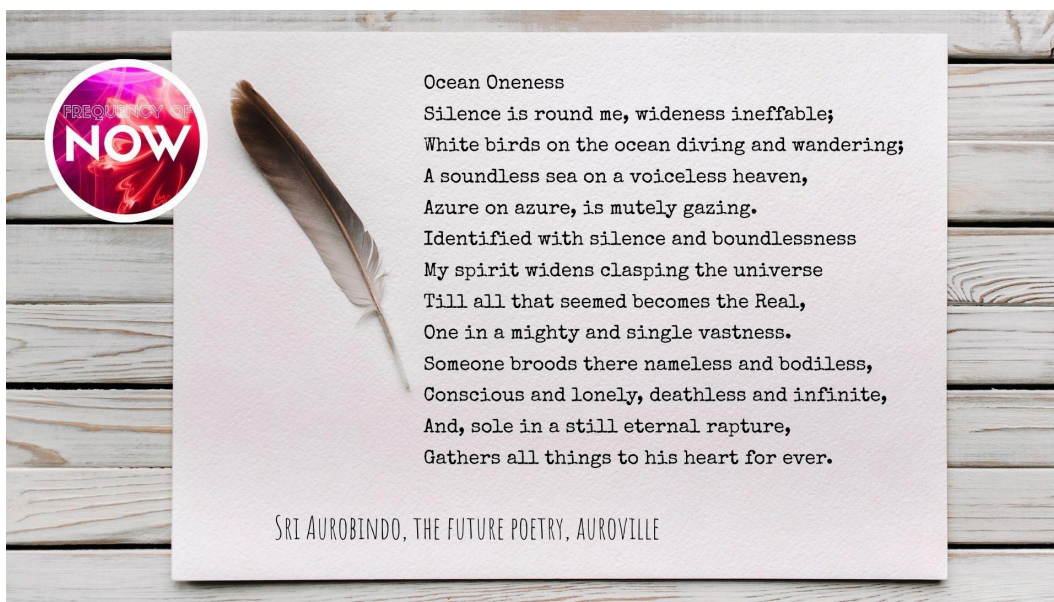 FREQUENCY OF
NOW
Ocean Oneness
Silence is round me, wideness ineffable;
White birds on the ocean diving and wandering;
A soundless sea on a voiceless heaven,
Azure on azure, is mutely gazing.
Identified with silence and boundlessness
My spirit widens clasping the universe
Till all that seemed becomes the Real,
One in a mighty and single vastness.
Someone broods there nameless and bodiless,
Conscious and lonely, deathless and infinite,
And, sole in a still eternal rapture,
Gathers all things to his heart for ever.
SRI AUROBINDO, THE FUTURE POETRY, AUROVILLE